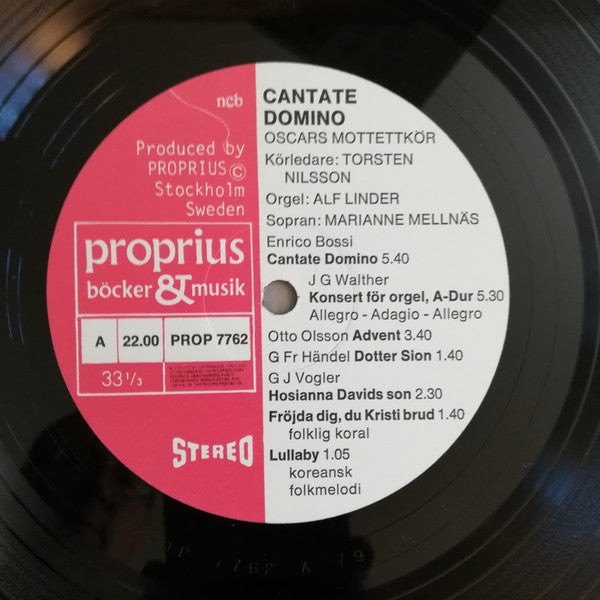 ncb
Produced by
PROPRIUS ©
Stockholm
Sweden
proprius
böcker & musik
A 22.00 PROP 7762
33 1/3
STEREO
CANTATE
DOMINO
OSCARS MOTTETTKÖR
Körledare: TORSTEN
NILSSON
Orgel: ALF LINDER
Sopran: MARIANNE MELLNÄS
Enrico Bossi
Cantate Domino 5.40
J G Walther
Konsert för orgel, A-Dur 5.30
Allegro - Adagio - Allegro
Otto Olsson Advent 3.40
G Fr Händel Dotter Sion 1.40
G J Vogler
Hosianna Davids son 2.30
Fröjda dig, du Kristi brud 1.40
folklig koral
Lullaby 1.05
koreansk
folkmelodi
7762 A